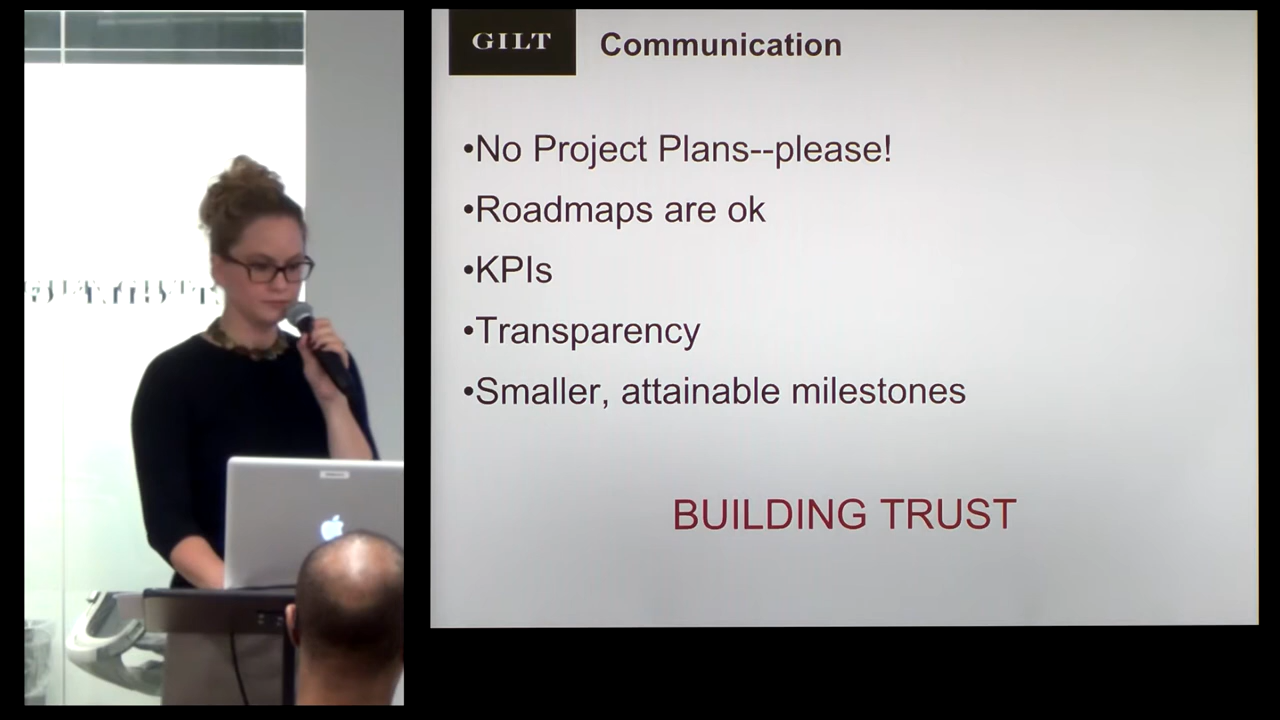 GILT
Communication
•No Project Plans--please!
•Roadmaps are ok
•KPIs
•Transparency
•Smaller, attainable milestones
BUILDING TRUST